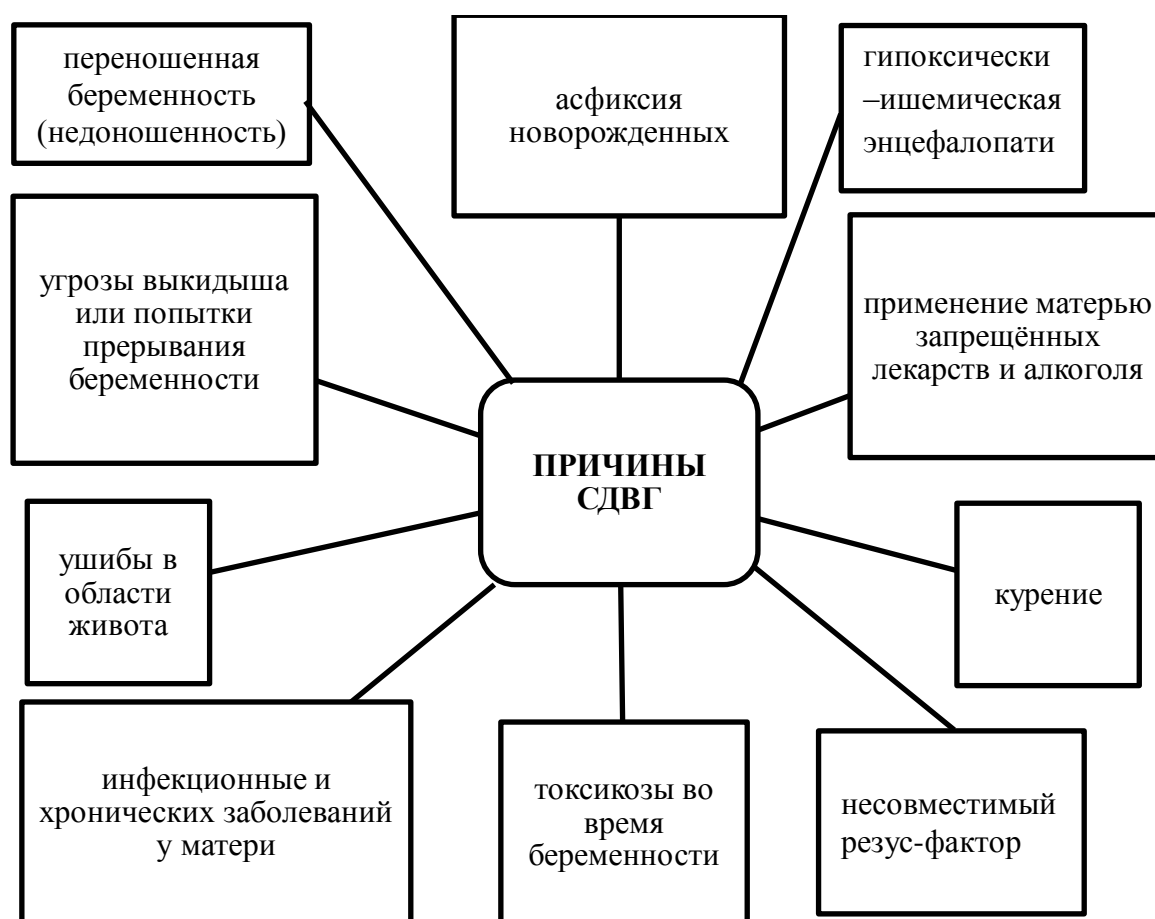 переношенная
беременность
(недоношенность)
асфиксия
новорожденных
гипоксически
–ишемическая
энцефалопати
угрозы выкидыша
или попытки
прерывания
беременности
применение матерью
запрещённых
лекарств и алкоголя
ПРИЧИНЫ
СДВГ
ушибы в
области
живота
курение
инфекционные и
хронических заболеваний
у матери
токсикозы во
время
беременности
несовместимый
резус-фактор